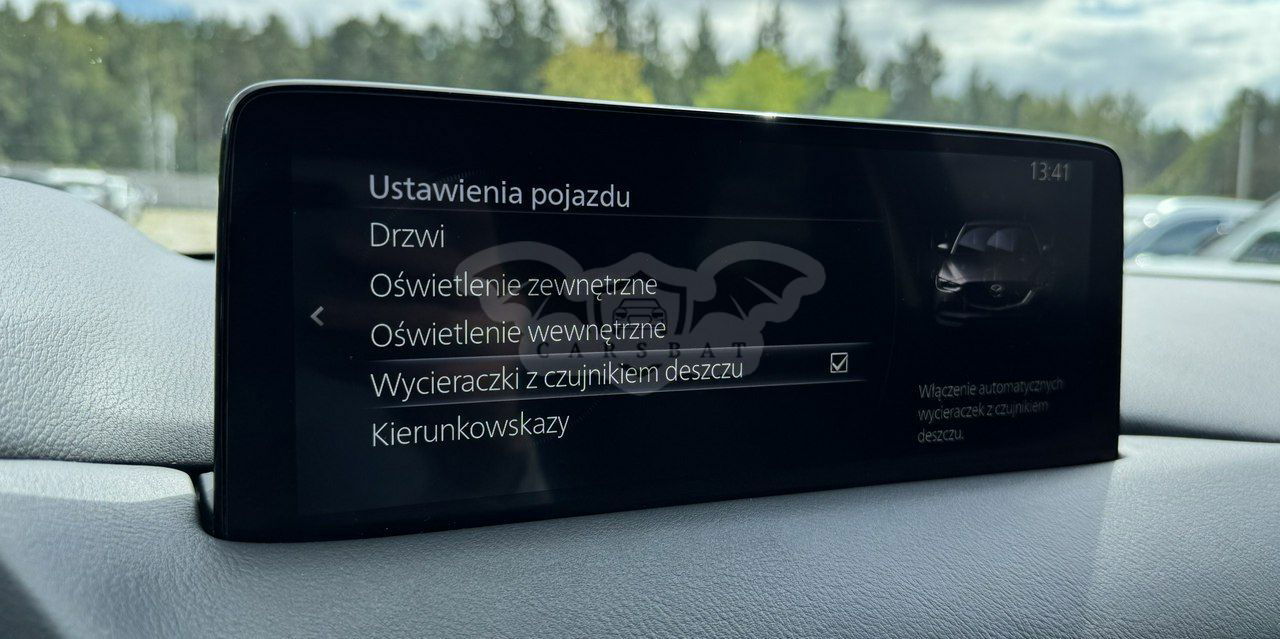 13:41
Ustawienia pojazdu
Drzwi
Oświetlenie zewnętrzne
Oświetlenie wewnętrzne
CARSBAT
Wycieraczki z czujnikiem deszczu
Kierunkowskazy
Włączenie automatycznych
wycieraczek z czujnikiem
deszczu.